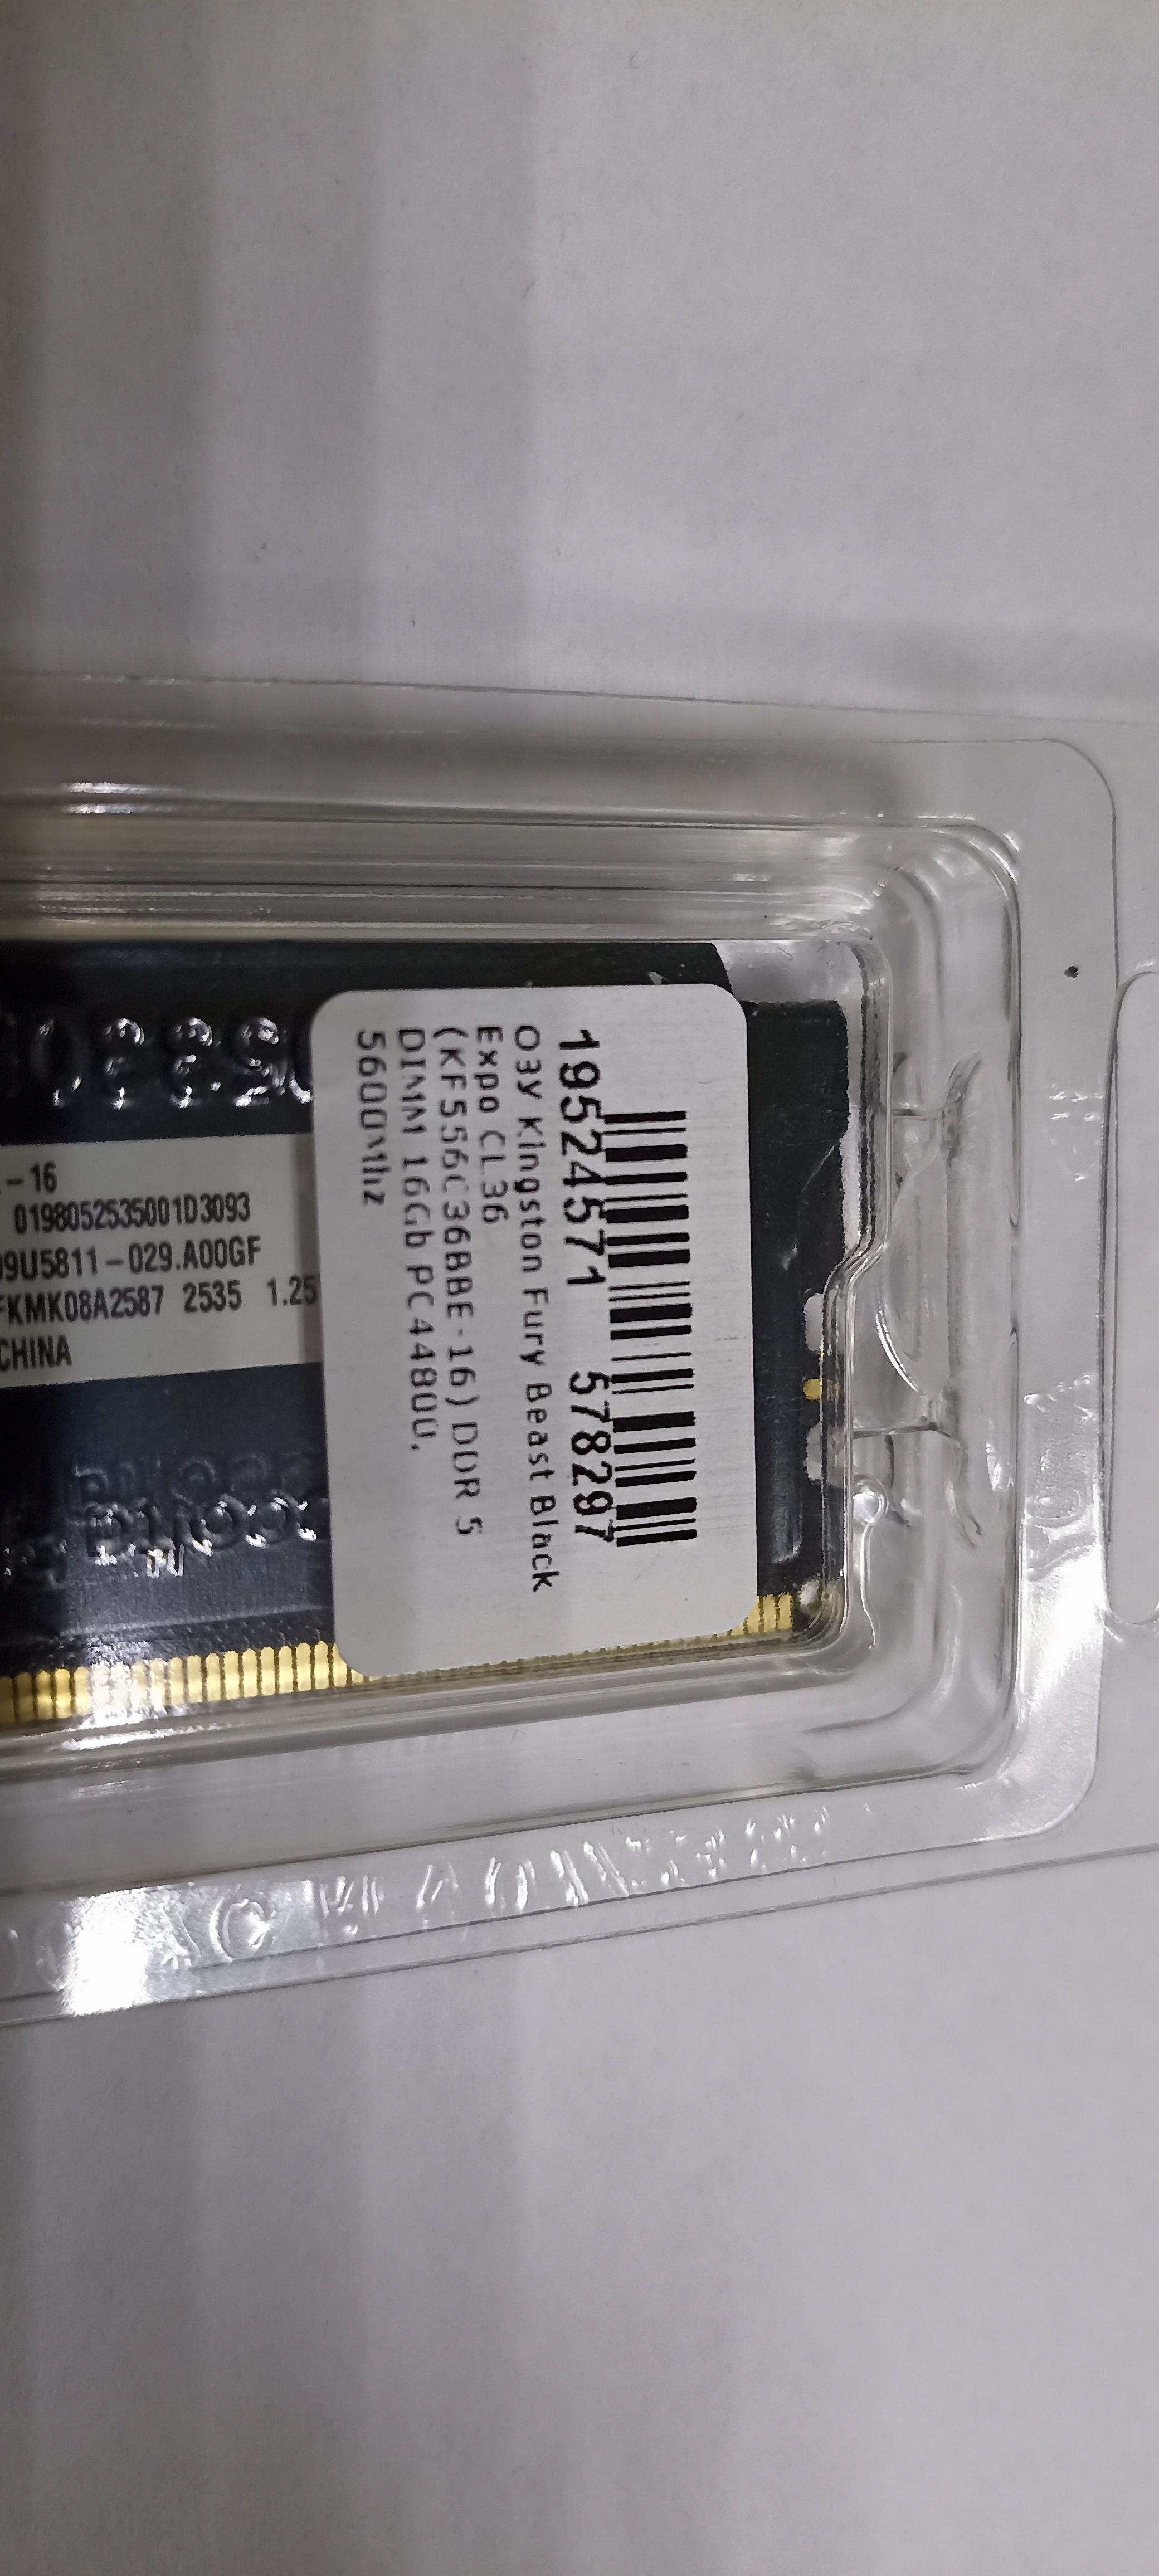 19524571 578297
ОЗУ Kingston Fury Beast Black
Expo CL36
(KF556C36BBE-16) DDR 5
DIMM 16Gb PC44800,
5600Mhz
-16
0198052535001D3093
9U5811-029.A00GF
FKMK08A2587 2535 1.25
CHINA